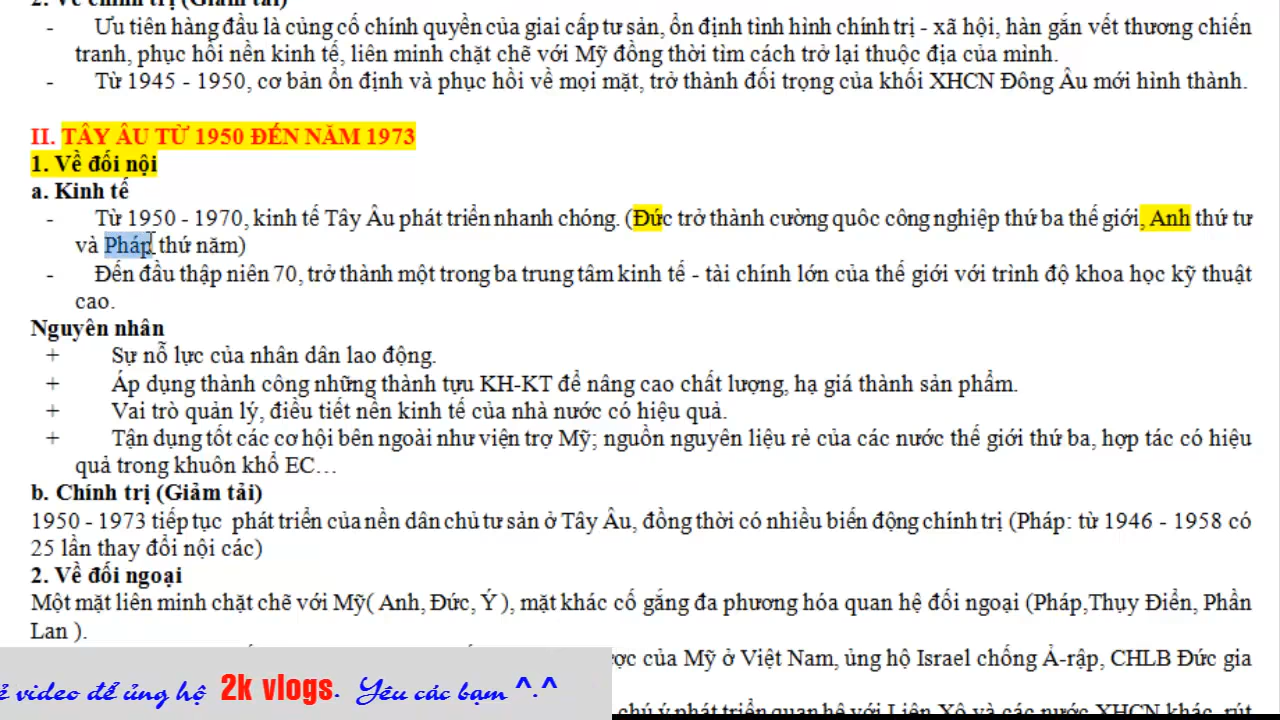 2. Về chính trị (Giảm tải)
- Ưu tiên hàng đầu là củng cố chính quyền của giai cấp tư sản, ổn định tình hình chính trị - xã hội, hàn gắn vết thương chiến
tranh, phục hồi nền kinh tế, liên minh chặt chẽ với Mỹ đồng thời tìm cách trở lại thuộc địa của mình.
- Từ 1945 - 1950, cơ bản ổn định và phục hồi về mọi mặt, trở thành đối trọng của khối XHCN Đông Âu mới hình thành.
II. TÂY ÂU TỪ 1950 ĐẾN NĂM 1973
1. Về đối nội
a. Kinh tế
- Từ 1950 - 1970, kinh tế Tây Âu phát triển nhanh chóng. (Đức trở thành cường quôc công nghiệp thứ ba thế giới, Anh thứ tư
và Pháp thứ năm)
- Đến đầu thập niên 70, trở thành một trong ba trung tâm kinh tế - tài chính lớn của thế giới với trình độ khoa học kỹ thuật
cao.
Nguyên nhân
+ Sự nỗ lực của nhân dân lao động.
+ Áp dụng thành công những thành tựu KH-KT để nâng cao chất lượng, hạ giá thành sản phẩm.
+ Vai trò quản lý, điều tiết nền kinh tế của nhà nước có hiệu quả.
+ Tận dụng tốt các cơ hội bên ngoài như viện trợ Mỹ; nguồn nguyên liệu rẻ của các nước thế giới thứ ba, hợp tác có hiệu
quả trong khuôn khổ EC…
b. Chính trị (Giảm tải)
1950 - 1973 tiếp tục phát triển của nền dân chủ tư sản ở Tây Âu, đồng thời có nhiều biến động chính trị (Pháp: từ 1946 - 1958 có
25 lần thay đổi nội các)
2. Về đối ngoại
Một mặt liên minh chặt chẽ với Mỹ( Anh, Đức, Ý ), mặt khác cố gắng đa phương hóa quan hệ đối ngoại (Pháp,Thụy Điển, Phần
Lan ).
của Mỹ ở Việt Nam, ủng hộ Israel chống Ả-rập, CHLB Đức gia
video để ủng hộ 2k vlogs. Yêu các bạm ^.^
chú ý phát triển quan hệ với Liên Xô và các nước XHCN khác, rút